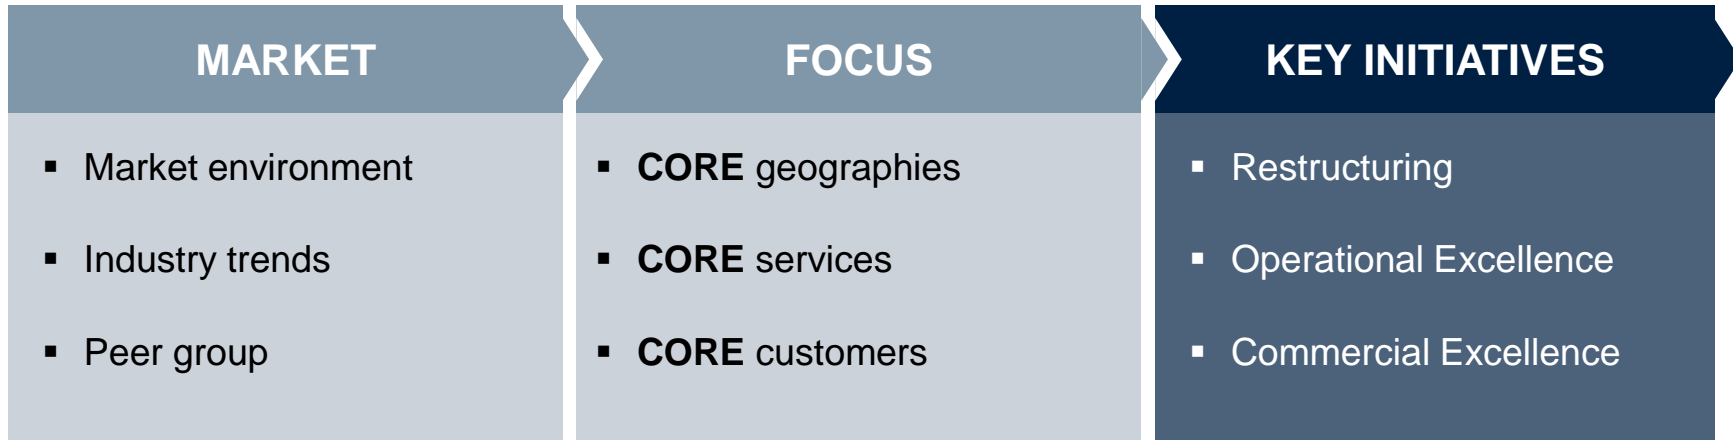 MARKET
▪ Market environment
▪ Industry trends
▪ Peer group
FOCUS
▪ CORE geographies
▪ CORE services
▪ CORE customers
KEY INITIATIVES
▪ Restructuring
▪ Operational Excellence
▪ Commercial Excellence